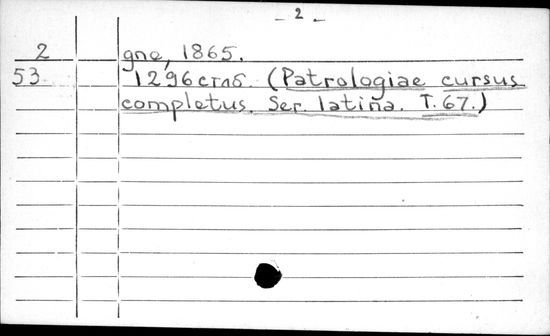 - 2 -
2 gne, 1865.
53 1296 стлб. (Patrologiae cursus
completus. Ser. latina. T. 67.)